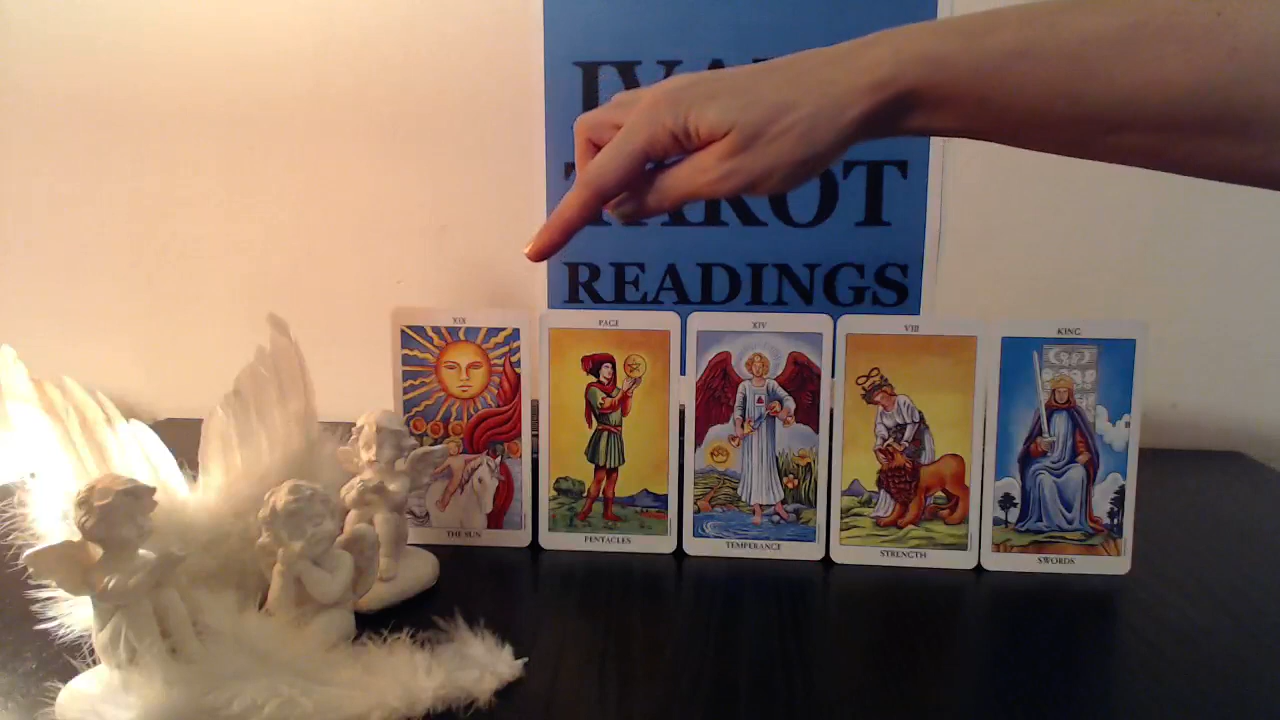 TAROT
READINGS
XIX
THE SUN
PAGE
PENTACLES
XIV
TEMPERANCE
VIII
STRENGTH
KING
SWORDS